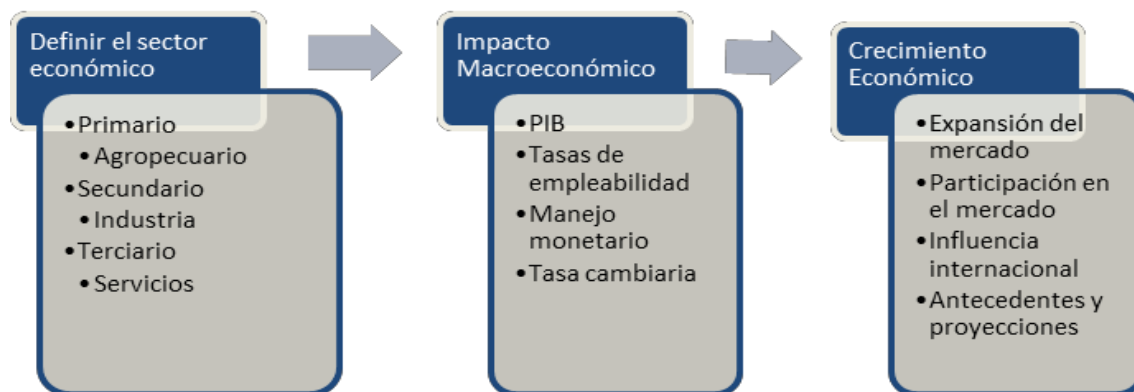 Definir el sector
económico
•Primario
•Agropecuario
•Secundario
•Industria
•Terciario
•Servicios
Impacto
Macroeconómico
•PIB
•Tasas de
empleabilidad
•Manejo
monetario
•Tasa cambiaria
Crecimiento
Económico
•Expansión del
mercado
•Participación en
el mercado
•Influencia
internacional
•Antecedentes y
proyecciones